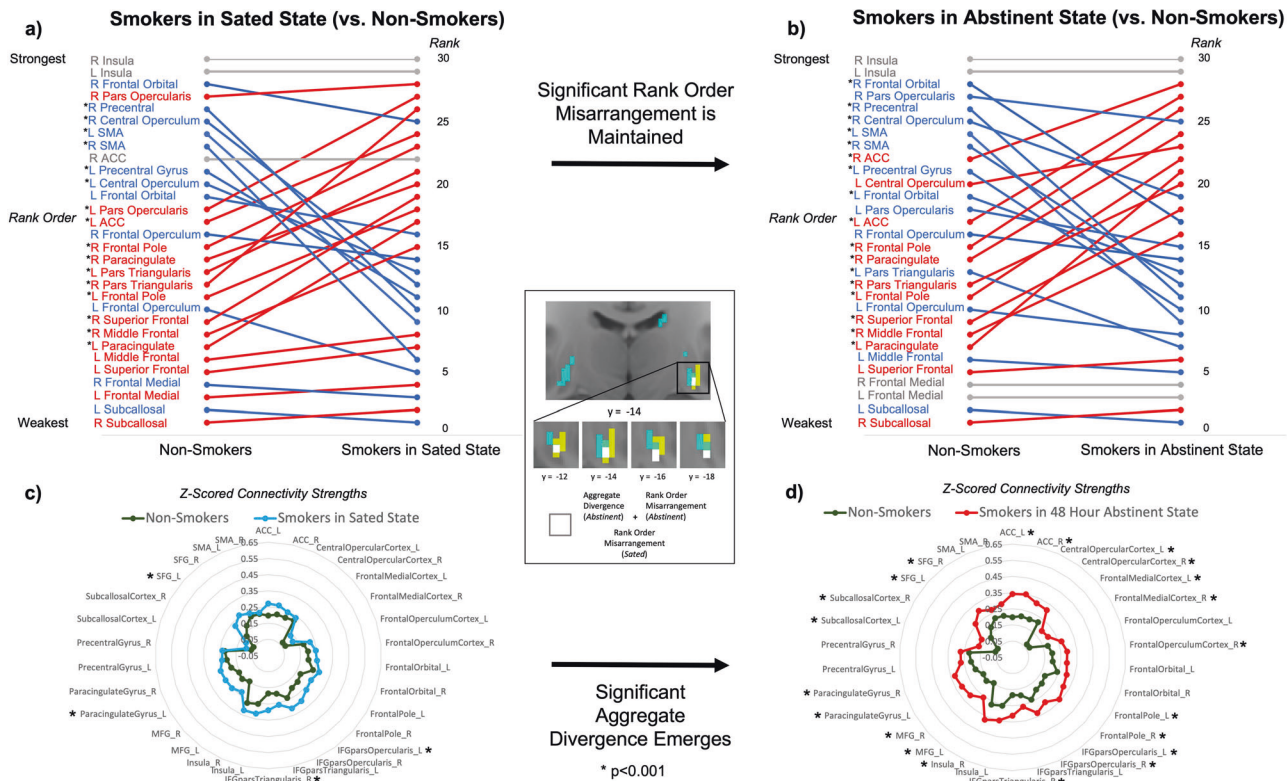 a)
Smokers in Sated State (vs. Non-Smokers)
Rank
Strongest
Rank Order
Weakest
R Insula
L Insula
R Frontal Orbital
R Pars Opercularis
*R Precentral
*R Central Operculum
*L SMA
*R SMA
R ACC
*L Precentral Gyrus
*L Central Operculum
L Frontal Orbital
*L Pars Opercularis
*L ACC
R Frontal Operculum
*R Frontal Pole
*R Paracingulate
*L Pars Triangularis
*R Pars Triangularis
*L Frontal Pole
L Frontal Operculum
*R Superior Frontal
*R Middle Frontal
*L Paracingulate
L Middle Frontal
L Superior Frontal
R Frontal Medial
L Frontal Medial
L Subcallosal
R Subcallosal
30
25
20
15
10
5
0
Non-Smokers
Smokers in Sated State
Significant Rank Order
Misarrangement is
Maintained
b)
Smokers in Abstinent State (vs. Non-Smokers)
Rank
Strongest
Rank Order
Weakest
R Insula
L Insula
*R Frontal Orbital
R Pars Opercularis
*R Precentral
*R Central Operculum
*L SMA
*R SMA
*R ACC
*L Precentral Gyrus
L Central Operculum
*L Frontal Orbital
L Pars Opercularis
*L ACC
R Frontal Operculum
*R Frontal Pole
*R Paracingulate
*L Pars Triangularis
*R Pars Triangularis
*L Frontal Pole
L Frontal Operculum
*R Superior Frontal
*R Middle Frontal
*L Paracingulate
L Middle Frontal
L Superior Frontal
R Frontal Medial
L Frontal Medial
L Subcallosal
R Subcallosal
30
25
20
15
10
5
0
Non-Smokers
Smokers in Abstinent State
y = -14
y = -12
y = -14
y = -16
y = -18
Aggregate
Divergence
(Abstinent)
+
Rank Order
Misarrangement
(Abstinent)
Rank Order
Misarrangement
(Sated)
c)
Z-Scored Connectivity Strengths
Non-Smokers
Smokers in Sated State
ACC_L
ACC_R
CentralOpercularCortex_L
CentralOpercularCortex_R
FrontalMedialCortex_L
FrontalMedialCortex_R
FrontalOperculumCortex_L
FrontalOperculumCortex_R
FrontalOrbital_L
FrontalOrbital_R
FrontalPole_L
FrontalPole_R
IFGparsOpercularis_L *
IFGparsOpercularis_R
IFGparsTriangularis_L
IFGparsTriangularis_R *
Insula_L
Insula_R
MFG_L
MFG_R
* ParacingulateGyrus_L
ParacingulateGyrus_R
PrecentralGyrus_L
PrecentralGyrus_R
SubcallosalCortex_L
SubcallosalCortex_R
* SFG_L
SFG_R
SMA_L
SMA_R
0.65
0.55
0.45
0.35
0.25
0.15
0.05
-0.05
Significant
Aggregate
Divergence Emerges
* p<0.001
d)
Z-Scored Connectivity Strengths
Non-Smokers
Smokers in 48 Hour Abstinent State
ACC_L *
ACC_R *
CentralOpercularCortex_L *
CentralOpercularCortex_R *
FrontalMedialCortex_L *
FrontalMedialCortex_R *
FrontalOperculumCortex_L
FrontalOperculumCortex_R *
FrontalOrbital_L
FrontalOrbital_R
FrontalPole_L *
FrontalPole_R *
IFGparsOpercularis_L *
IFGparsOpercularis_R *
IFGparsTriangularis_L
IFGparsTriangularis_R *
Insula_L
* Insula_R
* MFG_L
* MFG_R
* ParacingulateGyrus_L
* ParacingulateGyrus_R
PrecentralGyrus_L
PrecentralGyrus_R
* SubcallosalCortex_L
* SubcallosalCortex_R
* SFG_L
* SFG_R
SMA_L
SMA_R
0.65
0.55
0.45
0.35
0.25
0.15
0.05
-0.05